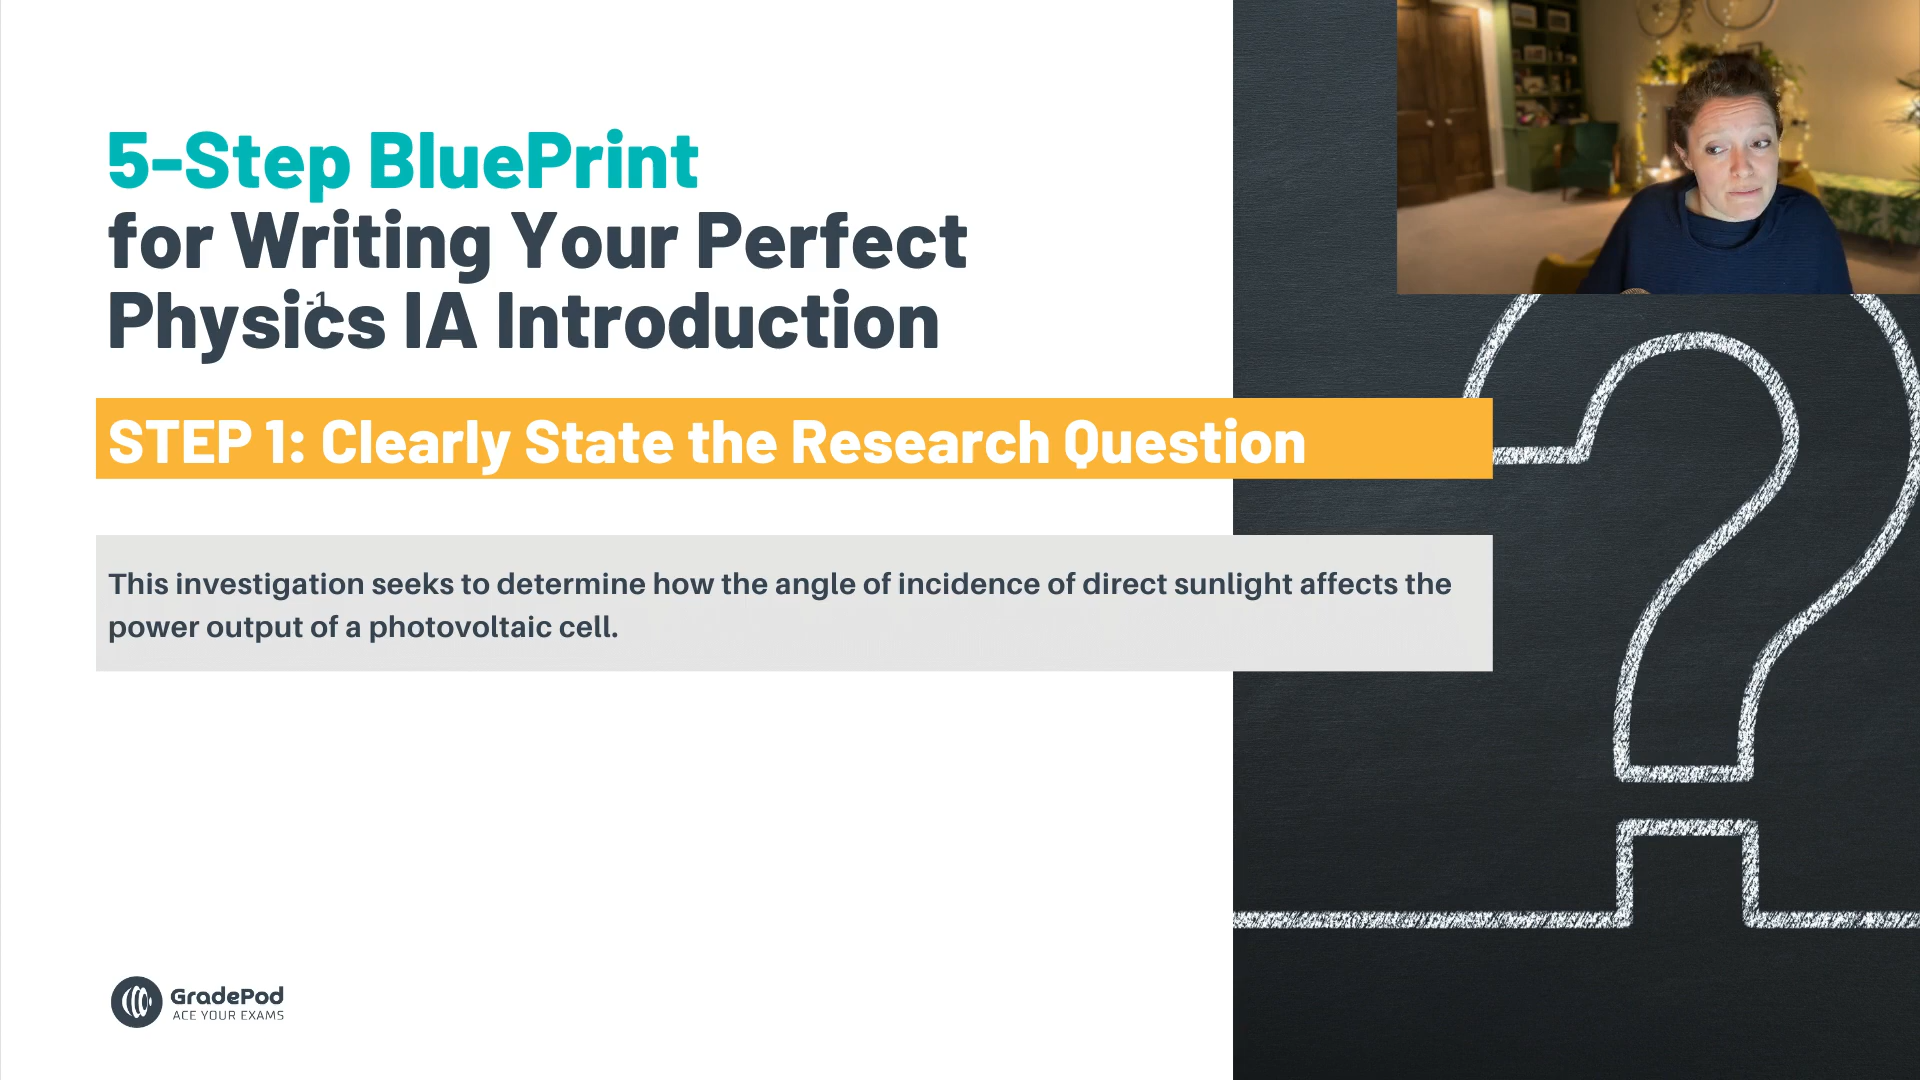 5-Step BluePrint
for Writing Your Perfect
Physics IA Introduction
-1
STEP 1: Clearly State the Research Question
This investigation seeks to determine how the angle of incidence of direct sunlight affects the
power output of a photovoltaic cell.
GradePod
ACE YOUR EXAMS